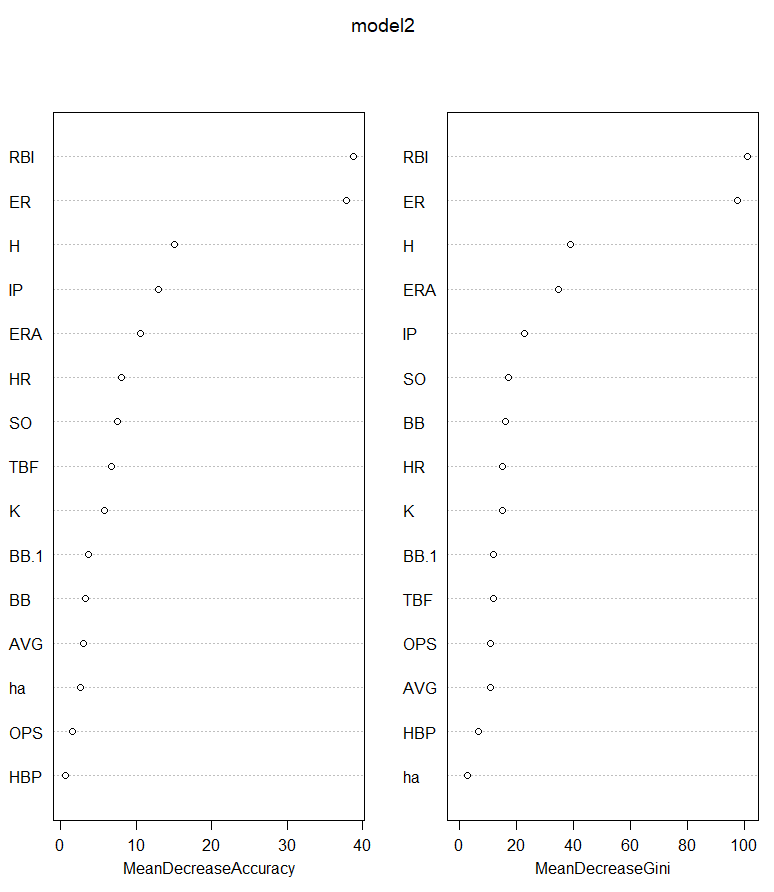 model2
RBI
ER
H
IP
ERA
HR
SO
TBF
K
BB.1
BB
AVG
ha
OPS
HBP
0 10 20 30 40
MeanDecreaseAccuracy
RBI
ER
H
ERA
IP
SO
BB
HR
K
BB.1
TBF
OPS
AVG
HBP
ha
0 20 40 60 80 100
MeanDecreaseGini